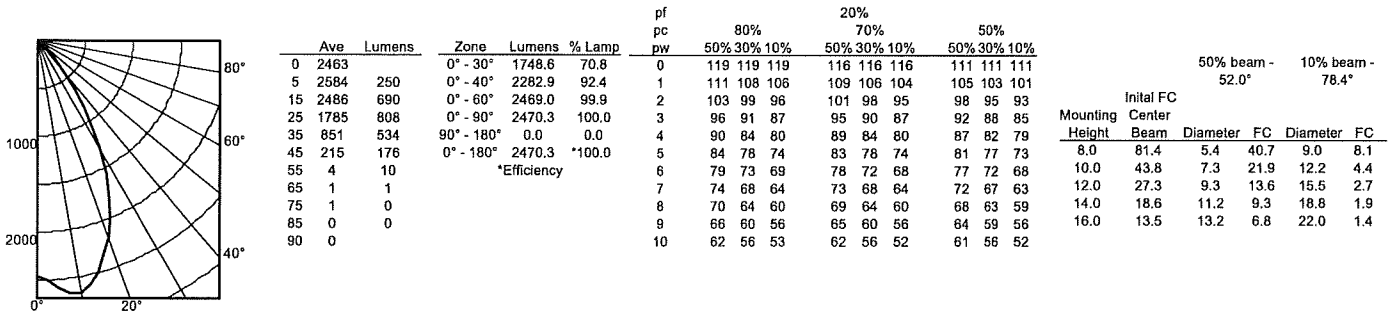 1000
2000
0°
20°
40°
60°
80°
Ave Lumens
0 2463
5 2584 250
15 2486 690
25 1785 808
35 851 534
45 215 176
55 4 10
65 1 1
75 1 0
85 0 0
90 0
Zone Lumens % Lamp
0° - 30° 1748.6 70.8
0° - 40° 2282.9 92.4
0° - 60° 2469.0 99.9
0° - 90° 2470.3 100.0
90° - 180° 0.0 0.0
0° - 180° 2470.3 *100.0
*Efficiency
pf 20%
pc 80% 70% 50%
pw 50% 30% 10% 50% 30% 10% 50% 30% 10%
0 119 119 119 116 116 116 111 111 111
1 111 108 106 109 106 104 105 103 101
2 103 99 96 101 98 95 98 95 93
3 96 91 87 95 90 87 92 88 85
4 90 84 80 89 84 80 87 82 79
5 84 78 74 83 78 74 81 77 73
6 79 73 69 78 72 68 77 72 68
7 74 68 64 73 68 64 72 67 63
8 70 64 60 69 64 60 68 63 59
9 66 60 56 65 60 56 64 59 56
10 62 56 53 62 56 52 61 56 52
50% beam - 10% beam -
52.0° 78.4°
Inital FC
Mounting Center
Height Beam Diameter FC Diameter FC
8.0 81.4 5.4 40.7 9.0 8.1
10.0 43.8 7.3 21.9 12.2 4.4
12.0 27.3 9.3 13.6 15.5 2.7
14.0 18.6 11.2 9.3 18.8 1.9
16.0 13.5 13.2 6.8 22.0 1.4